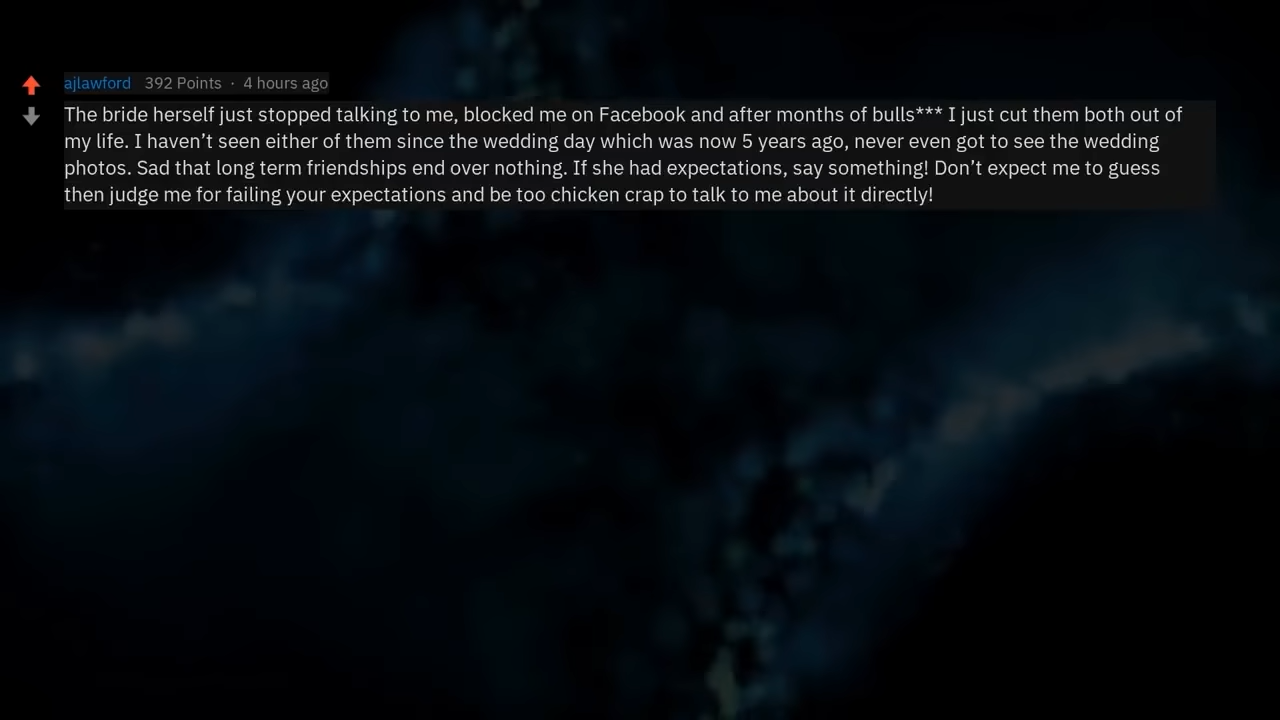 ajlawford 392 Points · 4 hours ago
The bride herself just stopped talking to me, blocked me on Facebook and after months of bulls*** I just cut them both out of
my life. I haven’t seen either of them since the wedding day which was now 5 years ago, never even got to see the wedding
photos. Sad that long term friendships end over nothing. If she had expectations, say something! Don’t expect me to guess
then judge me for failing your expectations and be too chicken crap to talk to me about it directly!